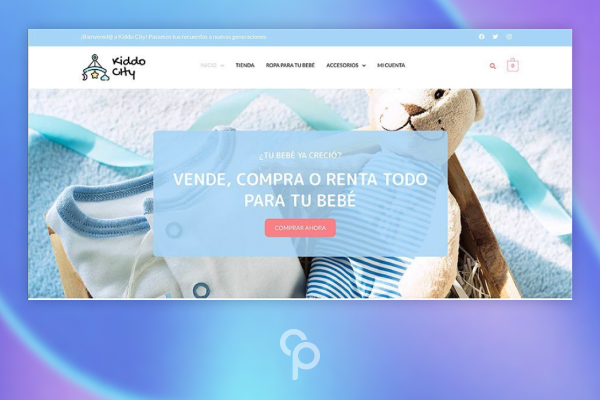 ¡Bienvenid@ a Kiddo City! Pasamos tus recuerdos a nuevas generaciones
Kiddo
City
INICIO TIENDA ROPA PARA TU BEBÉ ACCESORIOS MI CUENTA
0
¿TU BEBÉ YA CRECIÓ?
VENDE, COMPRA O RENTA TODO
PARA TU BEBÉ
COMPRAR AHORA